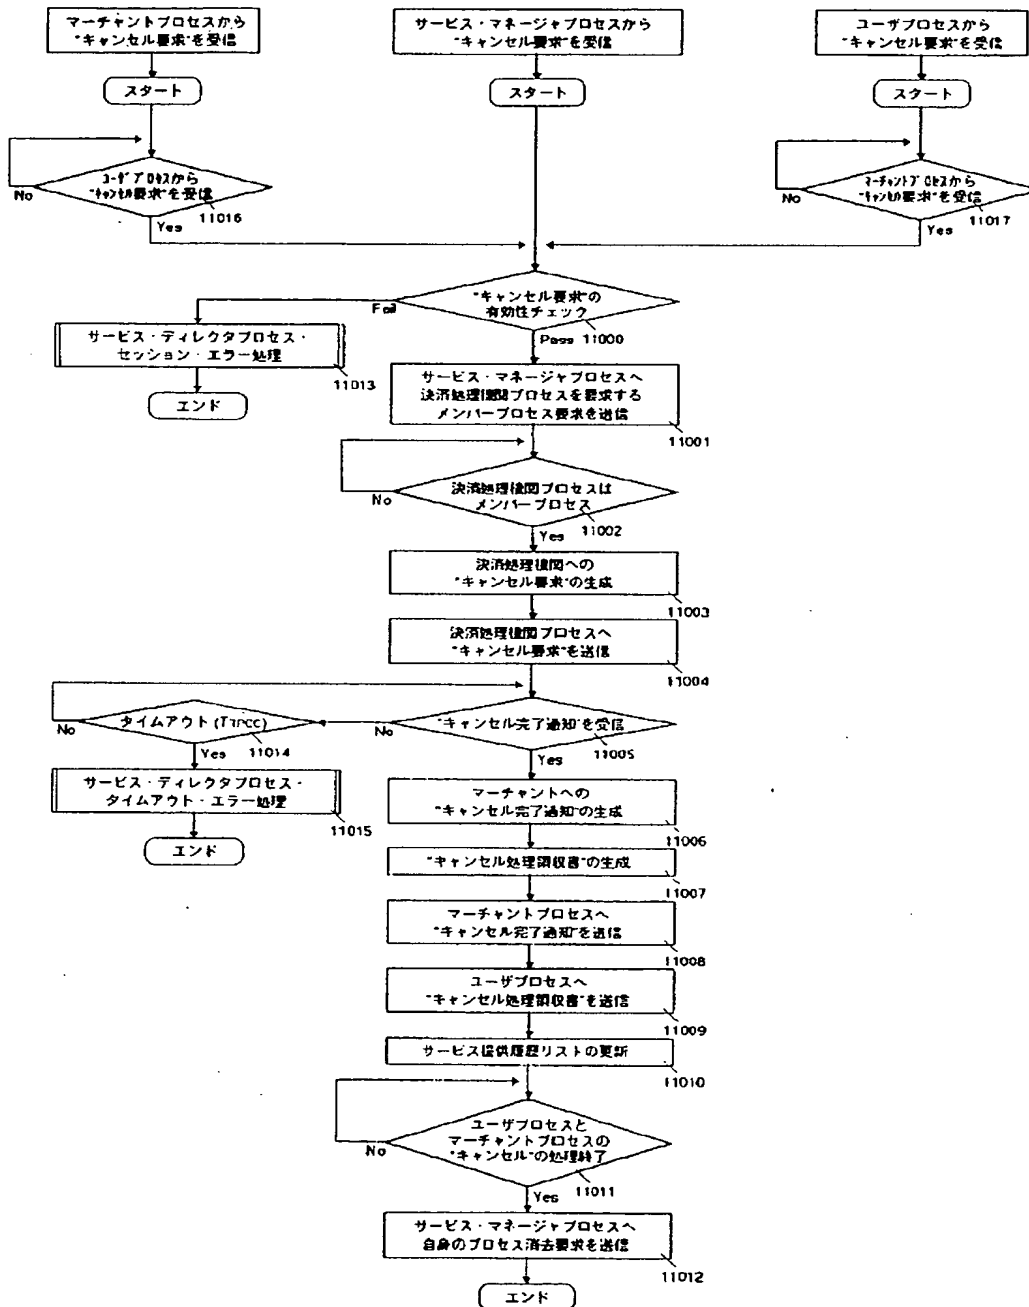 マーチャントプロセスから
"キャンセル要求"を受信
サービス・マネージャプロセスから
"キャンセル要求"を受信
ユーザプロセスから
"キャンセル要求"を受信
スタート
スタート
スタート
ユーザプロセスから
"キャンセル要求"を受信
No
11016
Yes
マーチャントプロセスから
"キャンセル要求"を受信
No
11017
Yes
"キャンセル要求"の
有効性チェック
Fail
11000
Pass
サービス・ディレクタプロセス・
セッション・エラー処理
11013
エンド
サービス・マネージャプロセスへ
決済処理機関プロセスを要求する
メンバープロセス要求を送信
11001
決済処理機関プロセスは
メンバープロセス
No
11002
Yes
決済処理機関への
"キャンセル要求"の生成
11003
決済処理機関プロセスへ
"キャンセル要求"を送信
11004
"キャンセル完了通知"を受信
No
11005
Yes
タイムアウト(TRPCC)
No
11014
Yes
サービス・ディレクタプロセス・
タイムアウト・エラー処理
11015
エンド
マーチャントへの
"キャンセル完了通知"の生成
11006
"キャンセル処理領収書"の生成
11007
マーチャントプロセスへ
"キャンセル完了通知"を送信
11008
ユーザプロセスへ
"キャンセル処理領収書"を送信
11009
サービス提供履歴リストの更新
11010
ユーザプロセスと
マーチャントプロセスの
"キャンセル"の処理終了
No
11011
Yes
サービス・マネージャプロセスへ
自身のプロセス消去要求を送信
11012
エンド